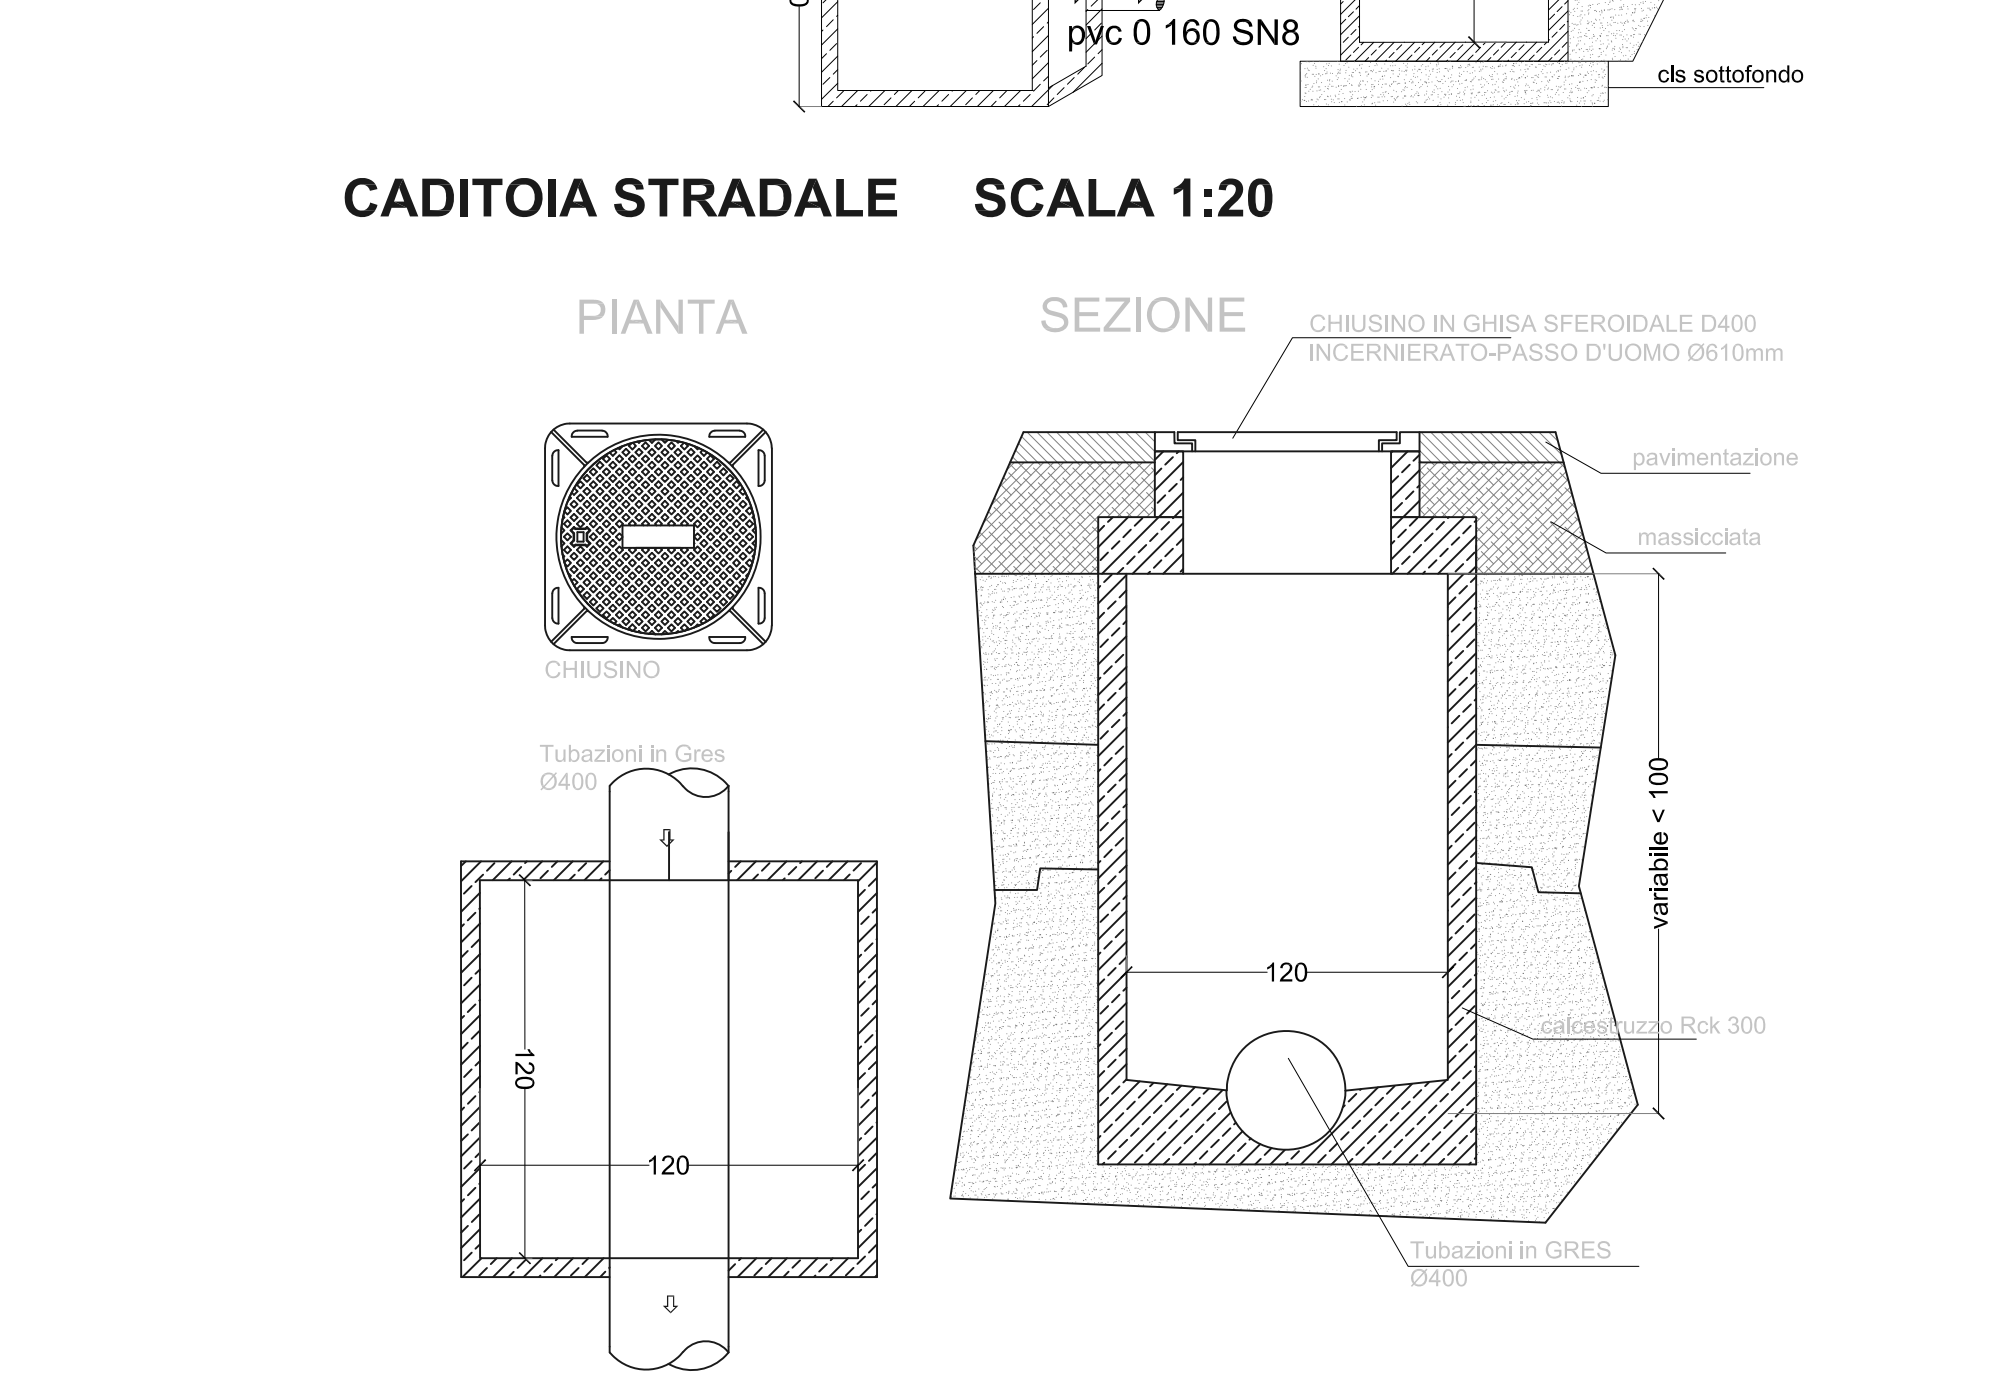 0
pvc 0 160 SN8
cls sottofondo
CADITOIA STRADALE SCALA 1:20
PIANTA
SEZIONE
CHIUSINO IN GHISA SFEROIDALE D400
INCERNIERATO-PASSO D'UOMO Ø610mm
pavimentazione
massicciata
CHIUSINO
Tubazioni in Gres
Ø400
variabile < 100
120
calcestruzzo Rck 300
120
120
Tubazioni in GRES
Ø400